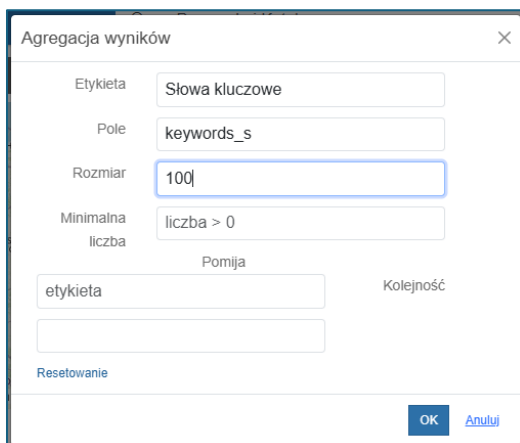 Agregacja wyników
Etykieta
Słowa kluczowe
Pole
keywords_s
Rozmiar
100
Minimalna
liczba
liczba > 0
Pomija
etykieta
Kolejność
Resetowanie
OK
Anuluj